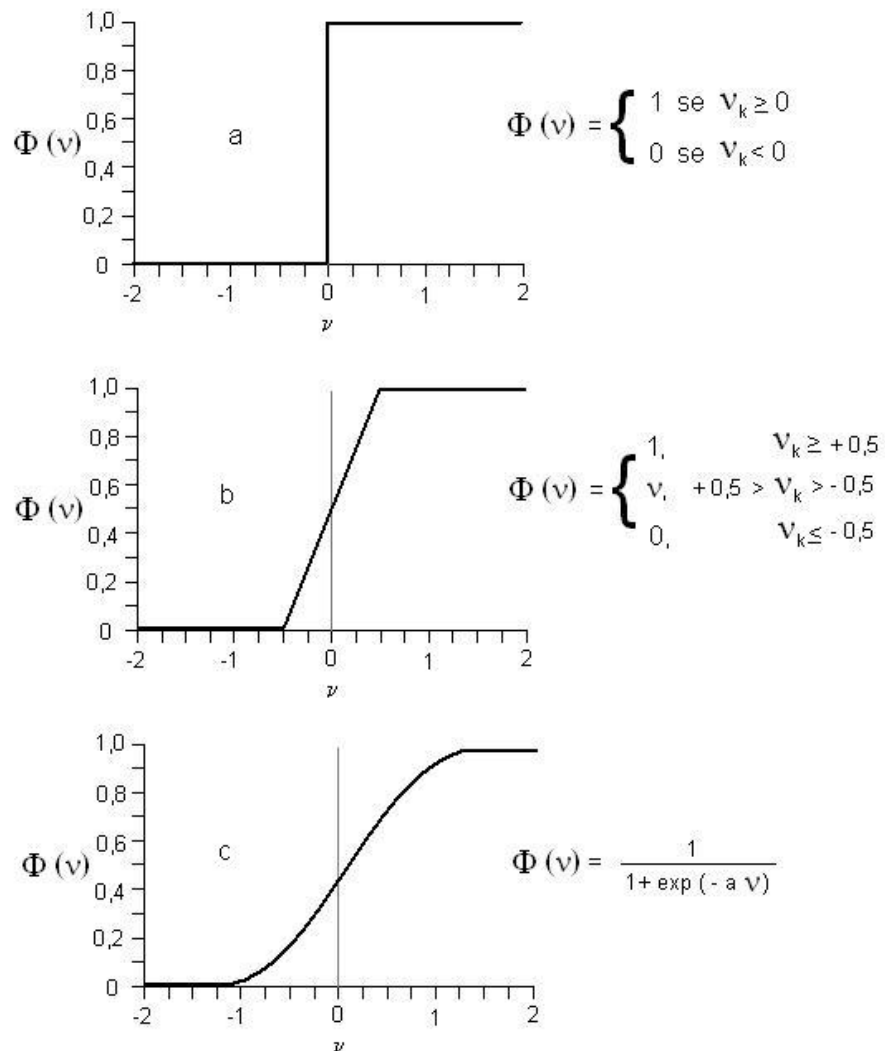 1,0
0,8
0,6
0,4
0,2
0
Φ (ν)
a
-2 -1 0 1 2
ν
Φ (ν) = { 1 se ν_k ≥ 0
0 se ν_k < 0
1,0
0,8
0,6
0,4
0,2
0
Φ (ν)
b
-2 -1 0 1 2
ν
Φ (ν) = { 1, ν_k ≥ +0,5
ν, +0,5 > ν_k > -0,5
0, ν_k ≤ -0,5
1,0
0,8
0,6
0,4
0,2
0
Φ (ν)
c
-2 -1 0 1 2
ν
Φ (ν) = 1
1+ exp (- a ν)